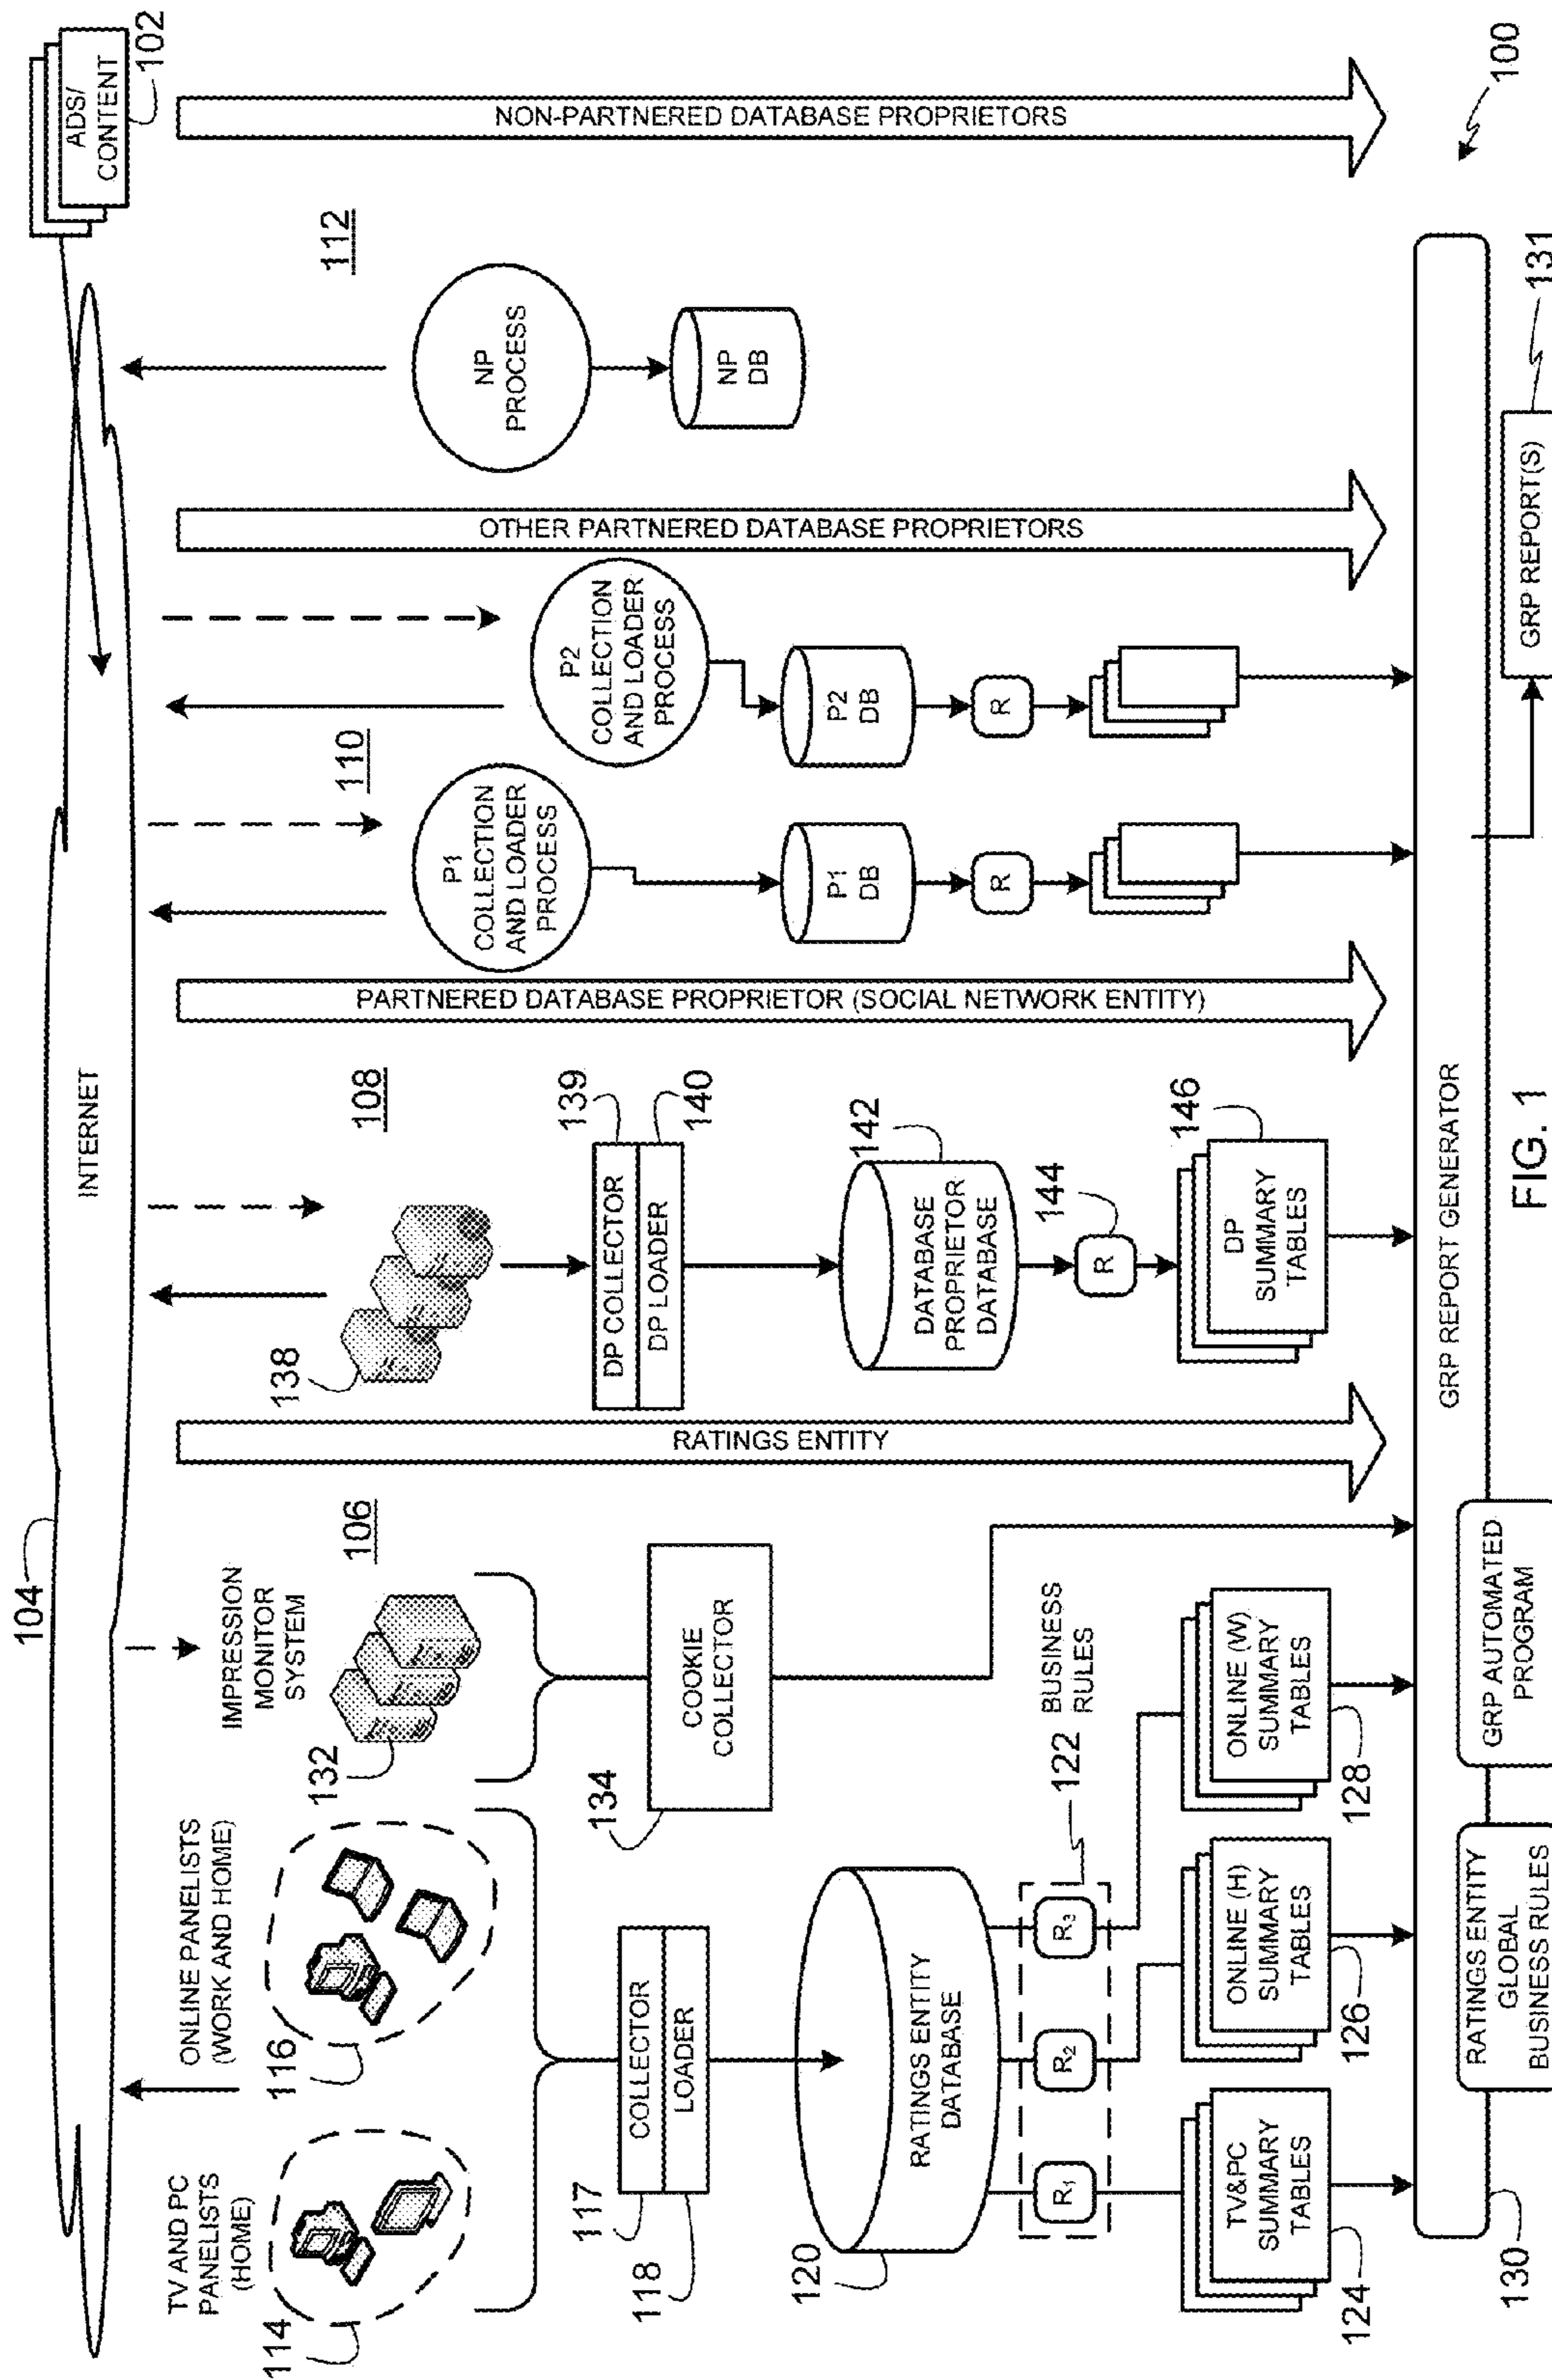 104
INTERNET
ADS/
CONTENT
102
TV AND PC
PANELISTS
(HOME)
114
ONLINE PANELISTS
(WORK AND HOME)
116
IMPRESSION
MONITOR
SYSTEM
132
106
138
108
110
112
117
COLLECTOR
118
LOADER
134
COOKIE
COLLECTOR
RATINGS ENTITY
DP COLLECTOR
139
DP LOADER
140
PARTNERED DATABASE PROPRIETOR (SOCIAL NETWORK ENTITY)
P1
COLLECTION
AND LOADER
PROCESS
P2
COLLECTION
AND LOADER
PROCESS
OTHER PARTNERED DATABASE PROPRIETORS
NP
PROCESS
NP
DB
NON-PARTNERED DATABASE PROPRIETORS
120
RATINGS ENTITY
DATABASE
DATABASE
PROPRIETOR
DATABASE
142
P1
DB
P2
DB
R1
R2
R3
122
BUSINESS
RULES
R
144
R
R
TV&PC
SUMMARY
TABLES
124
ONLINE (H)
SUMMARY
TABLES
126
ONLINE (W)
SUMMARY
TABLES
128
DP
SUMMARY
TABLES
146
GRP REPORT GENERATOR
130
RATINGS ENTITY
GLOBAL
BUSINESS RULES
GRP AUTOMATED
PROGRAM
GRP REPORT(S)
131
100
FIG. 1